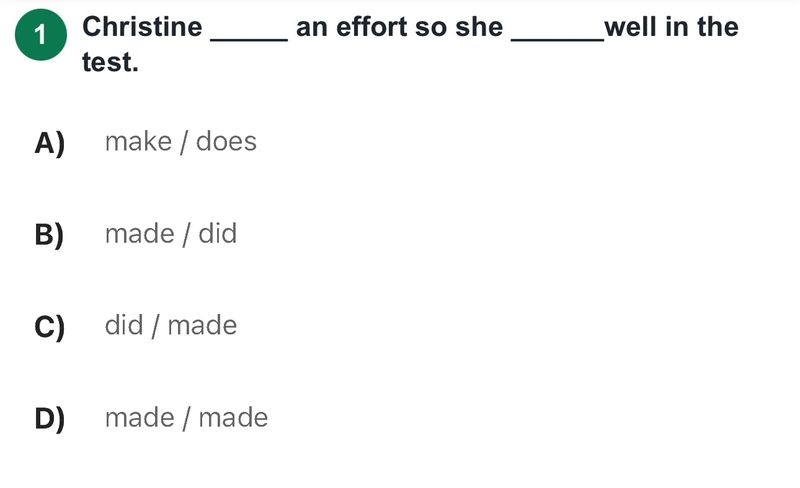 1 Christine _____ an effort so she ______well in the
test.
A) make / does
B) made / did
C) did / made
D) made / made